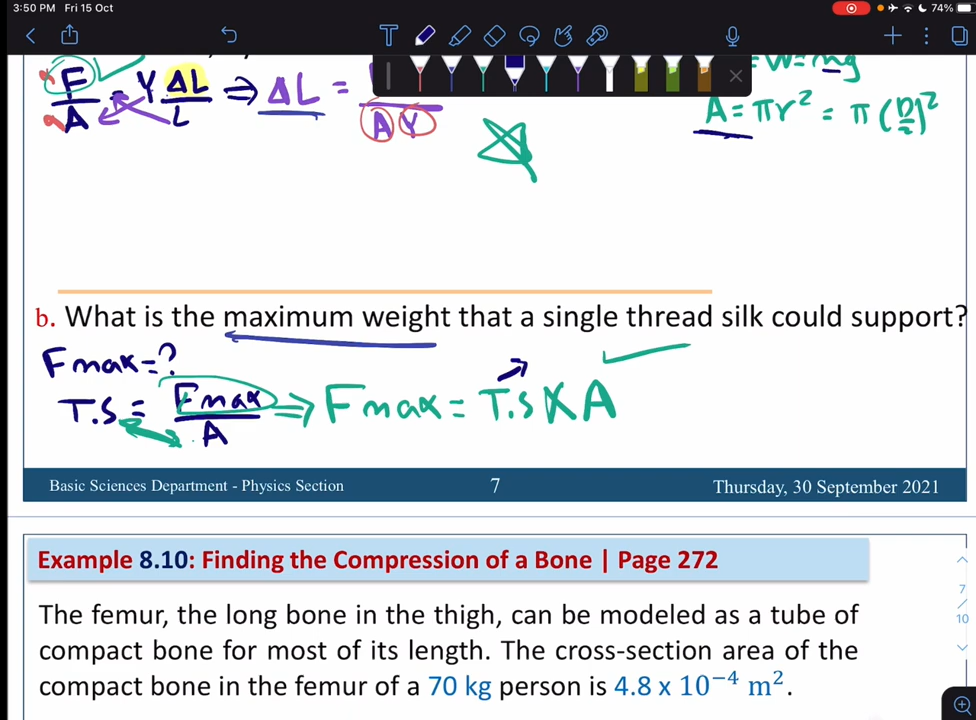 3:50 PM Fri 15 Oct 74%
T
F/A = Y ΔL/L ⇒ ΔL =
A Y
= W = mg
A = πr² = π (D/2)²
b. What is the maximum weight that a single thread silk could support?
Fmax = ?
T.S = Fmax/A ⇒ Fmax = T.S x A
Basic Sciences Department - Physics Section 7 Thursday, 30 September 2021
Example 8.10: Finding the Compression of a Bone | Page 272
The femur, the long bone in the thigh, can be modeled as a tube of
compact bone for most of its length. The cross-section area of the
compact bone in the femur of a 70 kg person is 4.8 x 10⁻⁴ m².
7
/
10